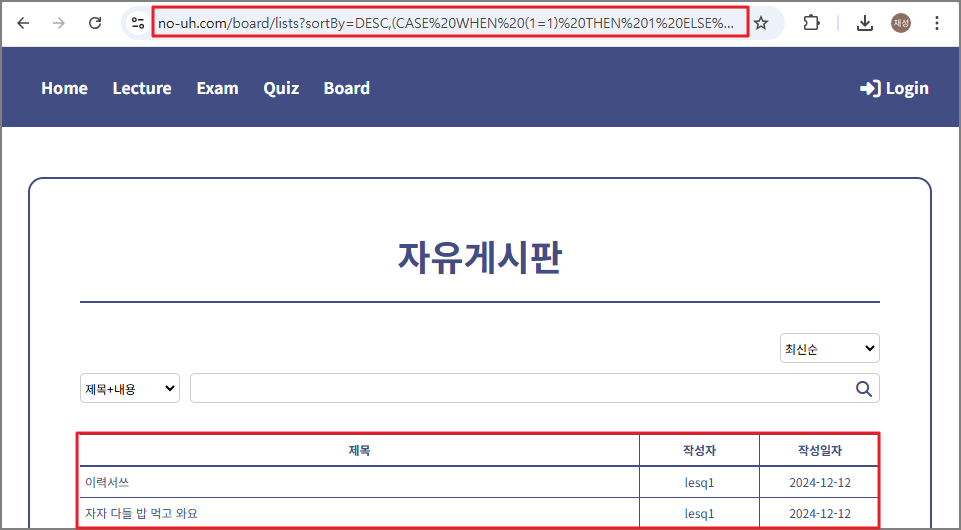 no-uh.com/board/lists?sortBy=DESC,(CASE%20WHEN%20(1=1)%20THEN%201%20ELSE%...
재성
Home Lecture Exam Quiz Board Login
자유게시판
최신순
제목+내용
제목 작성자 작성일자
이력서쓰 lesq1 2024-12-12
자자 다들 밥 먹고 와요 lesq1 2024-12-12